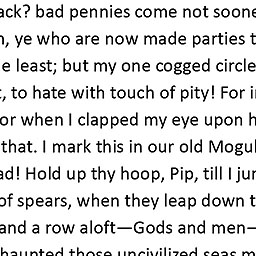 ack? bad pennies come not soone
n, ye who are now made parties t
e least; but my one cogged circle
, to hate with touch of pity! For i
or when I clapped my eye upon h
that. I mark this in our old Mogul
ad! Hold up thy hoop, Pip, till I ju
of spears, when they leap down t
and a row aloft—Gods and men—
haunted those uncivilized seas m